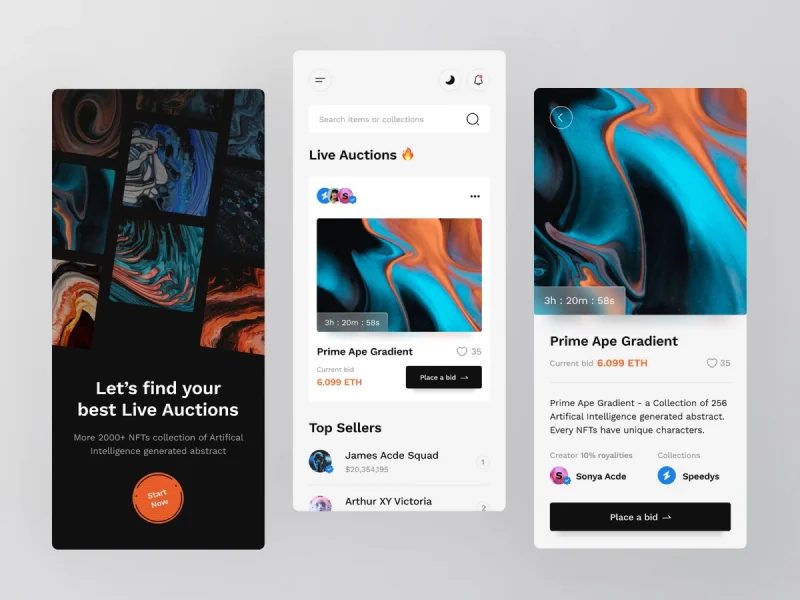 Let's find your
best Live Auctions
More 2000+ NFTs collection of Artifical
Intelligence generated abstract
Start
Now
Search Items or collections
Live Auctions 🔥
S
3h : 20m : 58s
Prime Ape Gradient
35
Current bid
6.099 ETH
Place a bid
Top Sellers
James Acde Squad
$20,354,195
1
Arthur XY Victoria
2
3h : 20m : 58s
Prime Ape Gradient
Current bid 6.099 ETH
35
Prime Ape Gradient - a Collection of 256
Artifical Intelligence generated abstract.
Every NFTs have unique characters.
Creator 10% royalities
Collections
S
Sonya Acde
Speedys
Place a bid